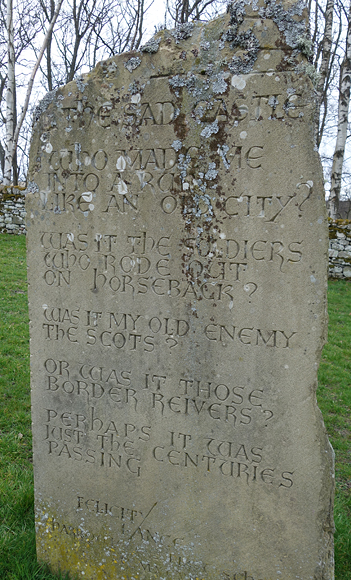 THE SAD CASTLE
WHO MADE ME
INTO A RUIN
LIKE AN OLD CITY?
WAS IT THE SOLDIERS
WHO RODE OUT
ON HORSEBACK?
WAS IT MY OLD ENEMY
THE SCOTS?
OR WAS IT THOSE
BORDER REIVERS?
PERHAPS IT WAS
JUST THE CENTURIES
PASSING
FELICITY
LANCE